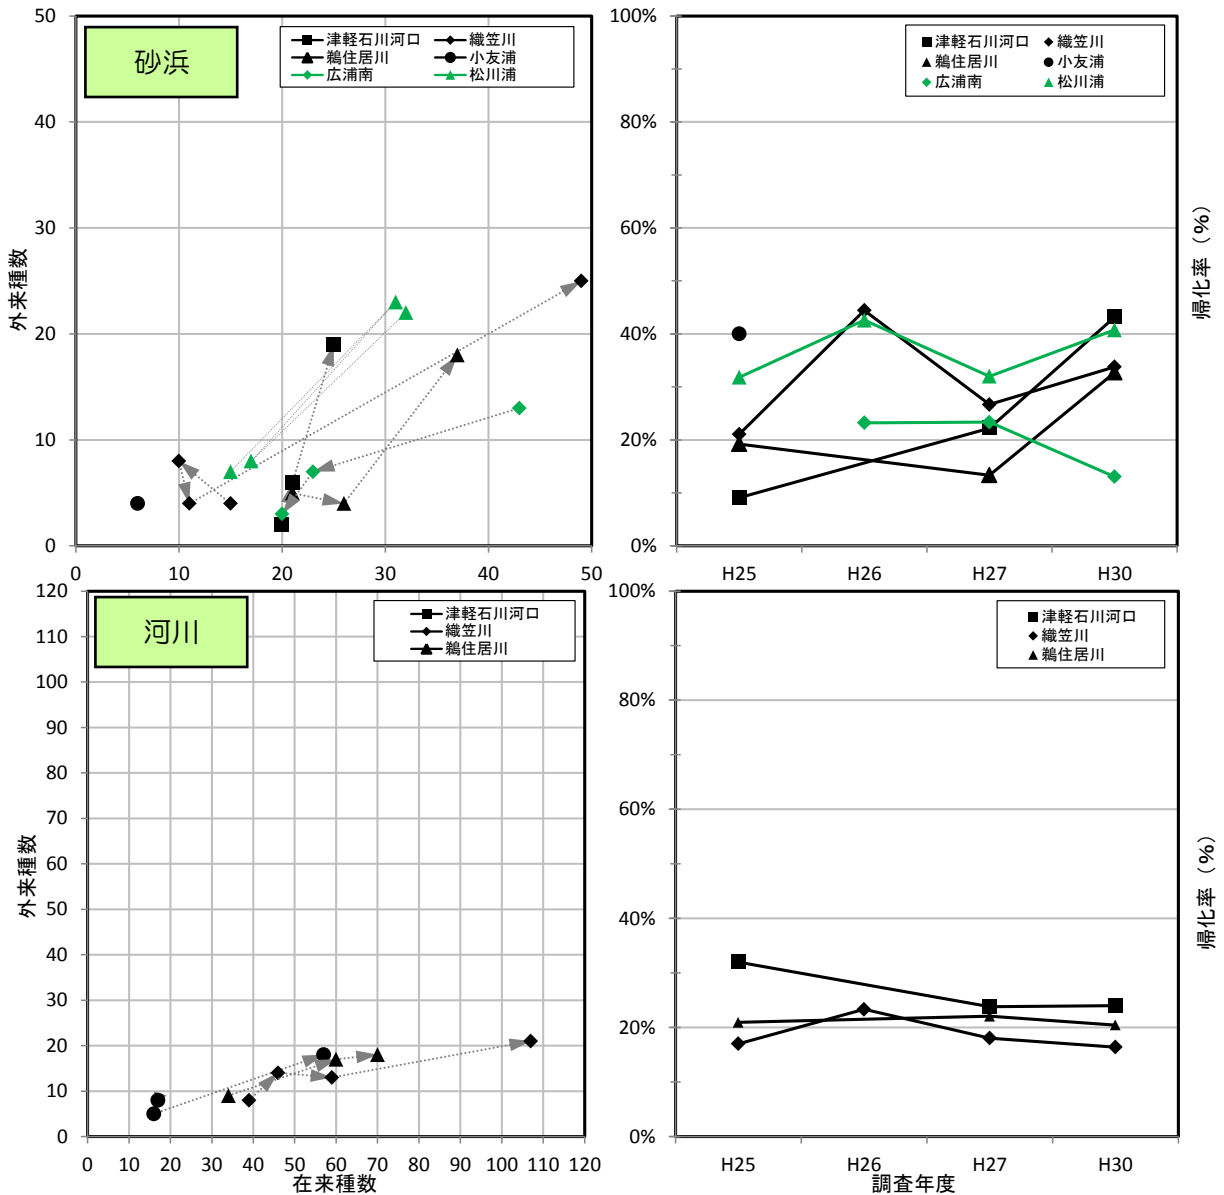 砂浜
津軽石川河口
織笠川
鵜住居川
小友浦
広浦南
松川浦
50
40
30
20
10
0
0 10 20 30 40 50
外来種数
津軽石川河口
織笠川
鵜住居川
小友浦
広浦南
松川浦
100%
80%
60%
40%
20%
0%
H25 H26 H27 H30
帰化率(%)
河川
津軽石川河口
織笠川
鵜住居川
120
110
100
90
80
70
60
50
40
30
20
10
0
0 10 20 30 40 50 60 70 80 90 100 110 120
外来種数
在来種数
津軽石川河口
織笠川
鵜住居川
100%
80%
60%
40%
20%
0%
H25 H26 H27 H30
調査年度
帰化率(%)